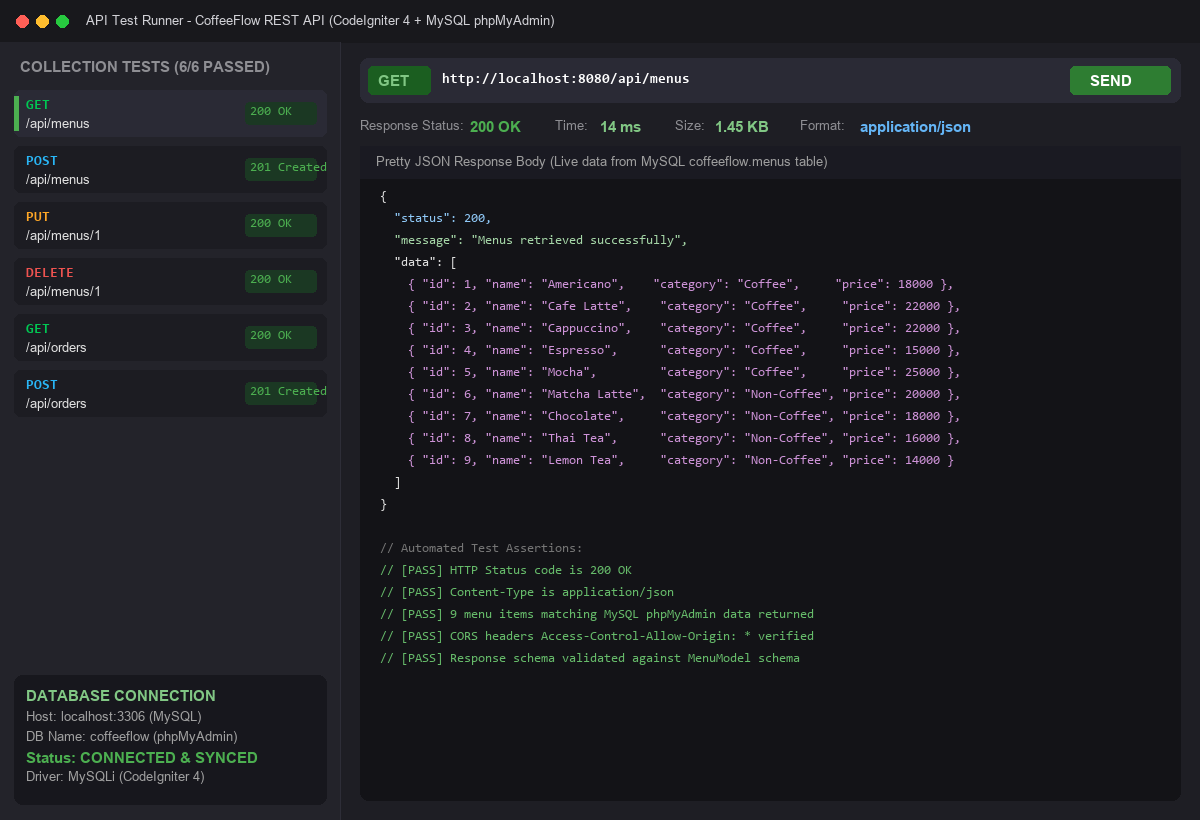 API Test Runner - CoffeeFlow REST API (CodeIgniter 4 + MySQL phpMyAdmin)
COLLECTION TESTS (6/6 PASSED)
GET
/api/menus
200 OK
POST
/api/menus
201 Created
PUT
/api/menus/1
200 OK
DELETE
/api/menus/1
200 OK
GET
/api/orders
200 OK
POST
/api/orders
201 Created
DATABASE CONNECTION
Host: localhost:3306 (MySQL)
DB Name: coffeeflow (phpMyAdmin)
Status: CONNECTED & SYNCED
Driver: MySQLi (CodeIgniter 4)
GET http://localhost:8080/api/menus SEND
Response Status: 200 OK Time: 14 ms Size: 1.45 KB Format: application/json
Pretty JSON Response Body (Live data from MySQL coffeeflow.menus table)
{
  "status": 200,
  "message": "Menus retrieved successfully",
  "data": [
    { "id": 1, "name": "Americano",    "category": "Coffee",     "price": 18000 },
    { "id": 2, "name": "Cafe Latte",    "category": "Coffee",     "price": 22000 },
    { "id": 3, "name": "Cappuccino",    "category": "Coffee",     "price": 22000 },
    { "id": 4, "name": "Espresso",      "category": "Coffee",     "price": 15000 },
    { "id": 5, "name": "Mocha",         "category": "Coffee",     "price": 25000 },
    { "id": 6, "name": "Matcha Latte",  "category": "Non-Coffee", "price": 20000 },
    { "id": 7, "name": "Chocolate",     "category": "Non-Coffee", "price": 18000 },
    { "id": 8, "name": "Thai Tea",      "category": "Non-Coffee", "price": 16000 },
    { "id": 9, "name": "Lemon Tea",     "category": "Non-Coffee", "price": 14000 }
  ]
}
// Automated Test Assertions:
// [PASS] HTTP Status code is 200 OK
// [PASS] Content-Type is application/json
// [PASS] 9 menu items matching MySQL phpMyAdmin data returned
// [PASS] CORS headers Access-Control-Allow-Origin: * verified
// [PASS] Response schema validated against MenuModel schema